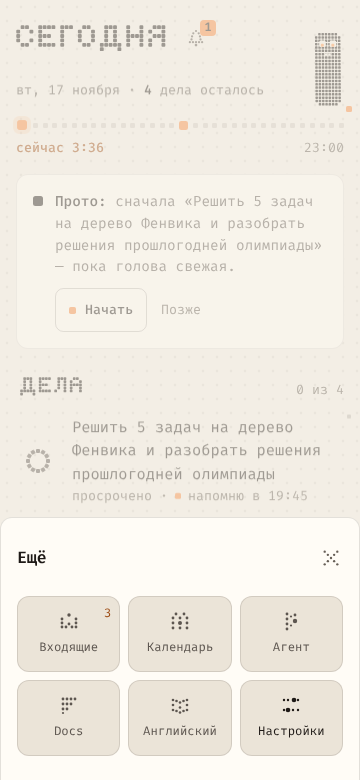 СЕГОДНЯ
1
вт, 17 ноября · 4 дела осталось
сейчас 3:36
23:00
Прото: сначала «Решить 5 задач
на дерево Фенвика и разобрать
решения прошлогодней олимпиады»
— пока голова свежая.
Начать
Позже
ДЕЛА
0 из 4
Решить 5 задач на дерево
Фенвика и разобрать решения
прошлогодней олимпиады
просрочено · напомню в 19:45
Ещё
3
Входящие
Календарь
Агент
Docs
Английский
Настройки